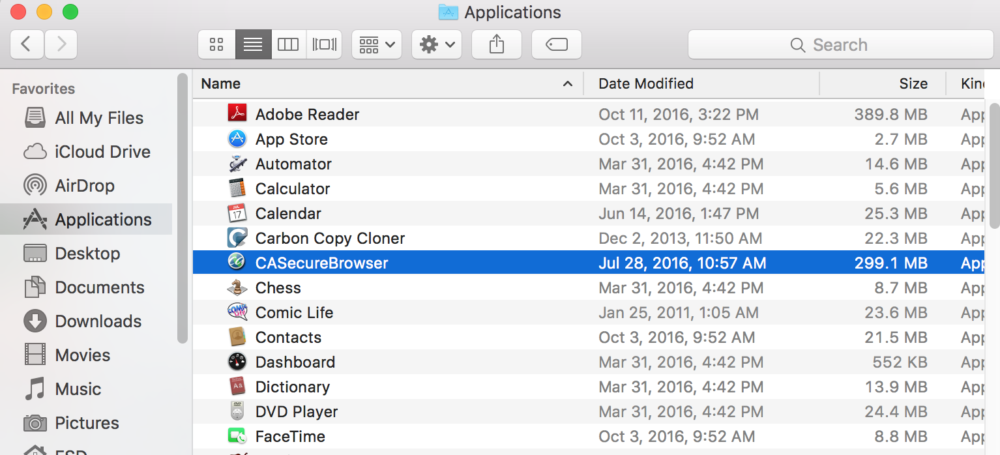 Applications
Search
Favorites
All My Files
iCloud Drive
AirDrop
Applications
Desktop
Documents
Downloads
Movies
Music
Pictures
Name Date Modified Size Kind
Adobe Reader Oct 11, 2016, 3:22 PM 389.8 MB App
App Store Oct 3, 2016, 9:52 AM 2.7 MB App
Automator Mar 31, 2016, 4:42 PM 14.6 MB App
Calculator Mar 31, 2016, 4:42 PM 5.6 MB App
JUL 17 Calendar Jun 14, 2016, 1:47 PM 25.3 MB App
Carbon Copy Cloner Dec 2, 2013, 11:50 AM 22.3 MB App
CASecureBrowser Jul 28, 2016, 10:57 AM 299.1 MB App
Chess Mar 31, 2016, 4:42 PM 8.7 MB App
Comic Life Jan 25, 2011, 1:05 AM 23.6 MB App
Contacts Oct 3, 2016, 9:52 AM 21.5 MB App
Dashboard Mar 31, 2016, 4:42 PM 552 KB App
Aa Dictionary Mar 31, 2016, 4:42 PM 13.9 MB App
DVD DVD Player Mar 31, 2016, 4:42 PM 24.4 MB App
FaceTime Oct 3, 2016, 9:52 AM 8.8 MB App